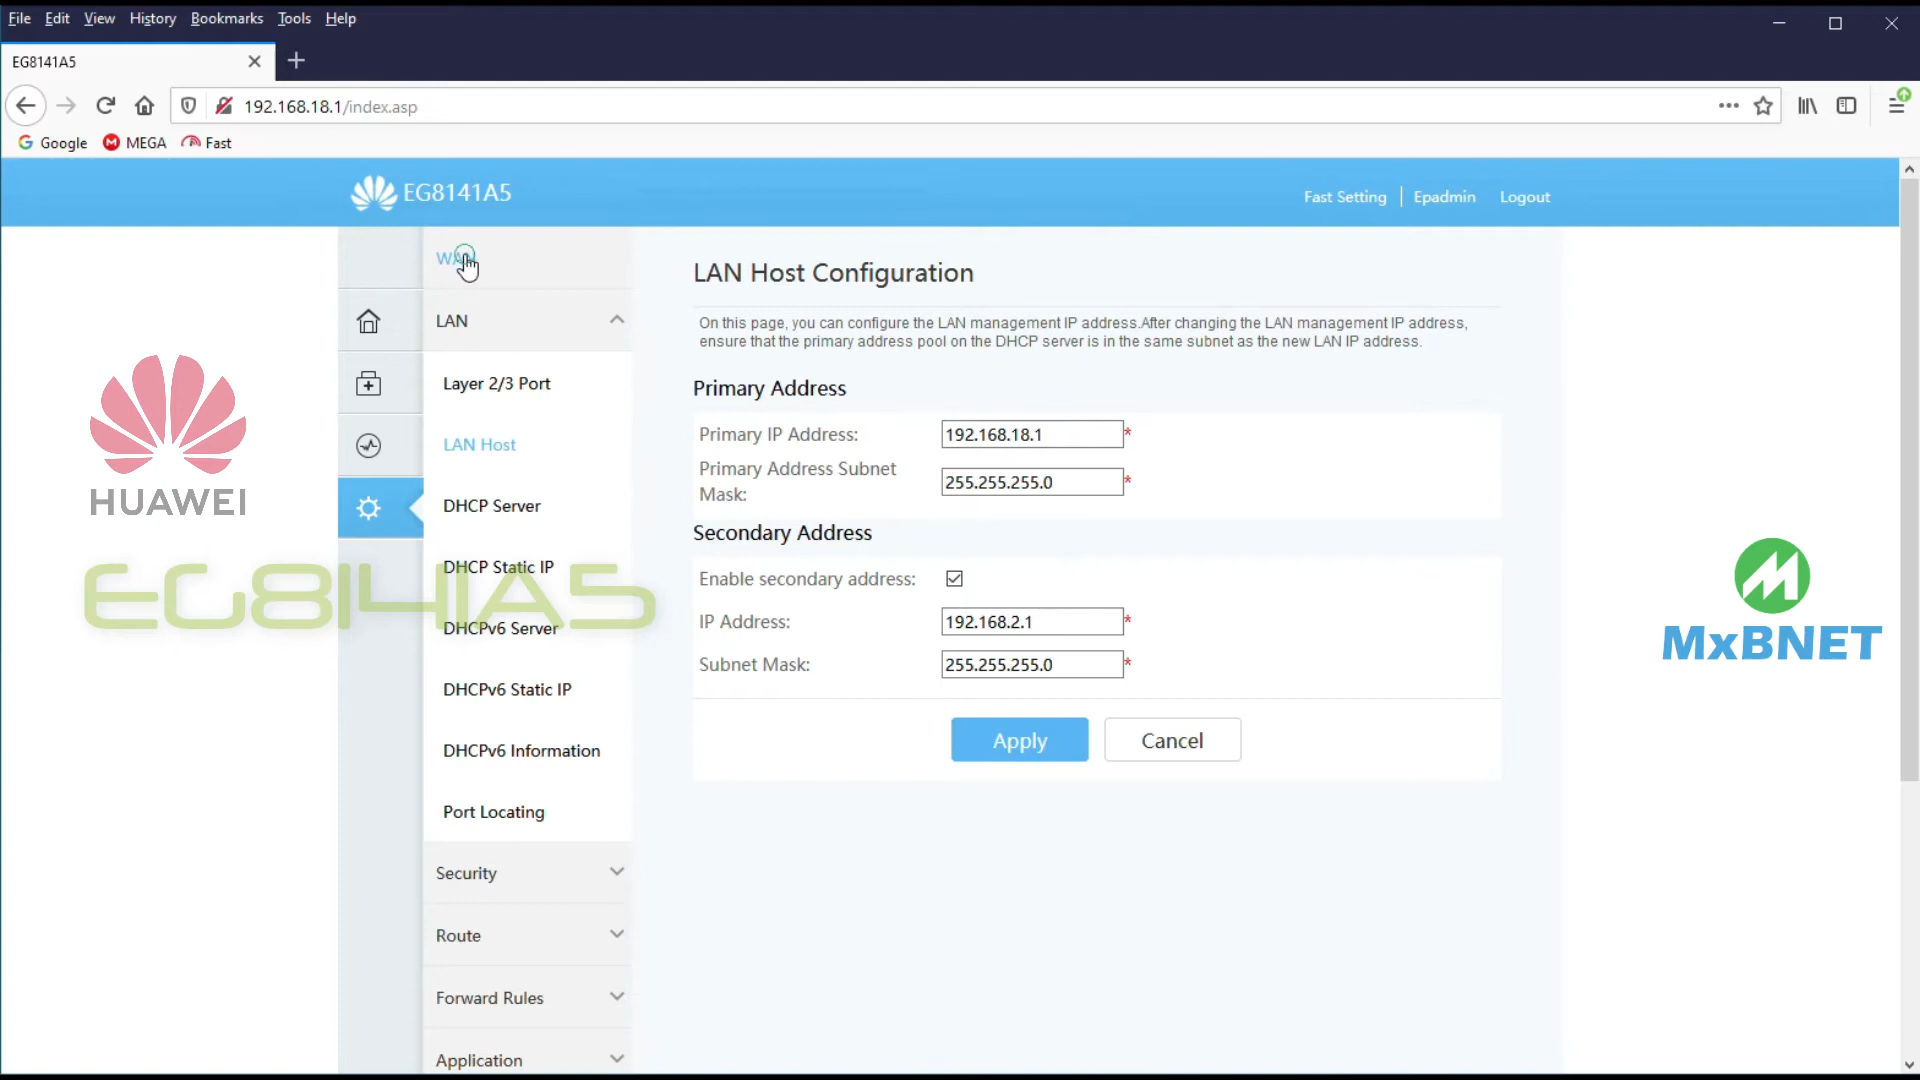 File Edit View History Bookmarks Tools Help
EG8141A5
192.168.18.1/index.asp
Google MEGA Fast
EG8141A5
Fast Setting Epadmin Logout
WAN
LAN
Layer 2/3 Port
LAN Host
DHCP Server
DHCP Static IP
DHCPv6 Server
DHCPv6 Static IP
DHCPv6 Information
Port Locating
Security
Route
Forward Rules
Application
LAN Host Configuration
On this page, you can configure the LAN management IP address.After changing the LAN management IP address,
ensure that the primary address pool on the DHCP server is in the same subnet as the new LAN IP address.
Primary Address
Primary IP Address: 192.168.18.1 *
Primary Address Subnet
Mask: 255.255.255.0 *
Secondary Address
Enable secondary address:
IP Address: 192.168.2.1 *
Subnet Mask: 255.255.255.0 *
Apply Cancel
HUAWEI
EG8141A5
MxBNET